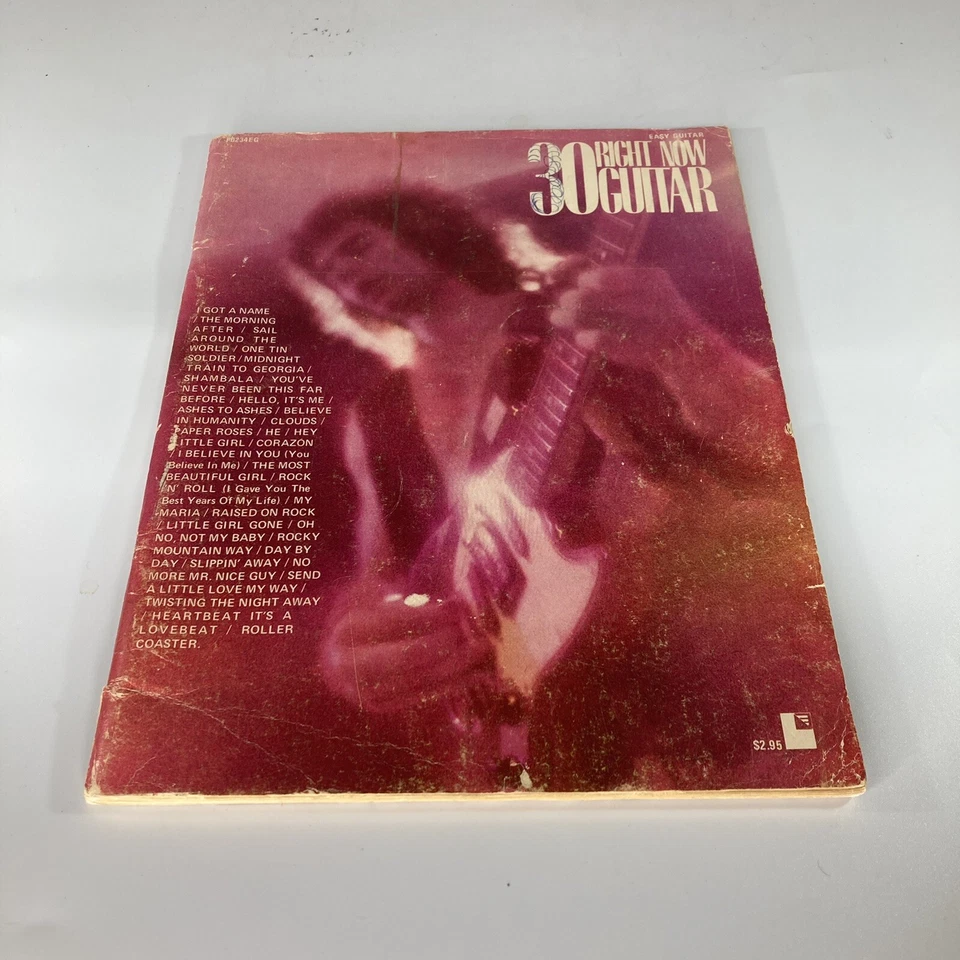 P0234EG
EASY GUITAR
30 RIGHT NOW
GUITAR
I GOT A NAME
/ THE MORNING
AFTER / SAIL
AROUND THE
WORLD / ONE TIN
SOLDIER / MIDNIGHT
TRAIN TO GEORGIA /
SHAMBALA / YOU'VE
NEVER BEEN THIS FAR
BEFORE / HELLO, IT'S ME /
ASHES TO ASHES / BELIEVE
IN HUMANITY / CLOUDS /
PAPER ROSES / HE / HEY
LITTLE GIRL / CORAZÓN
/ I BELIEVE IN YOU (You
Believe In Me) / THE MOST
BEAUTIFUL GIRL / ROCK
N' ROLL (I Gave You The
Best Years Of My Life) / MY
MARIA / RAISED ON ROCK
/ LITTLE GIRL GONE / OH
NO, NOT MY BABY / ROCKY
MOUNTAIN WAY / DAY BY
DAY / SLIPPIN' AWAY / NO
MORE MR. NICE GUY / SEND
A LITTLE LOVE MY WAY /
TWISTING THE NIGHT AWAY
/ HEARTBEAT IT'S A
LOVEBEAT / ROLLER
COASTER.
$2.95